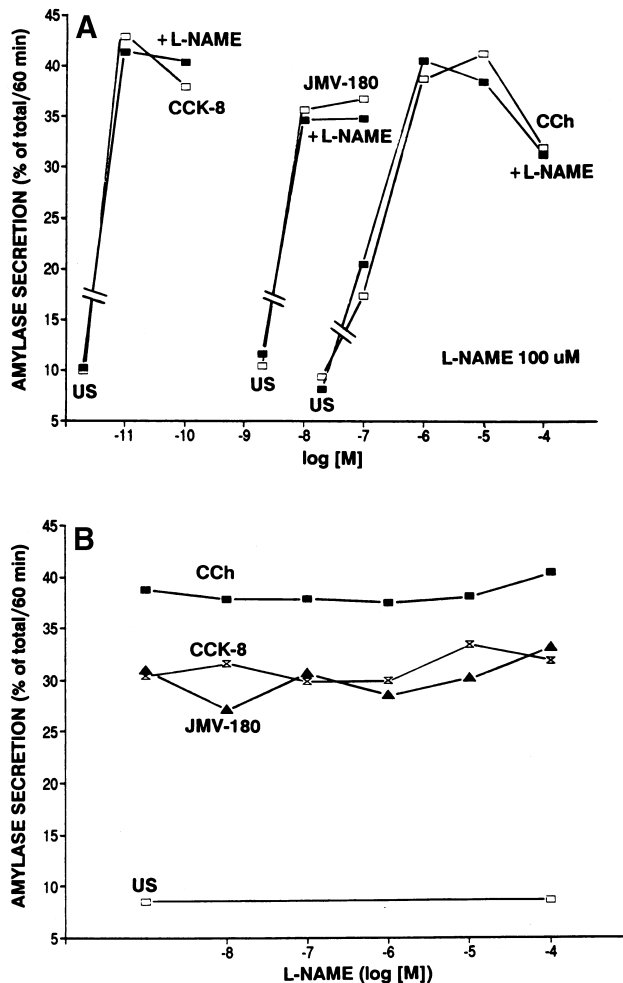 A
45
40
35
30
25
20
15
10
5
AMYLASE SECRETION (% of total/60 min)
+L-NAME
CCK-8
JMV-180
+L-NAME
CCh
+L-NAME
US
US
US
L-NAME 100 uM
-11 -10 -9 -8 -7 -6 -5 -4
log [M]
B
45
40
35
30
25
20
15
10
5
AMYLASE SECRETION (% of total/60 min)
CCh
CCK-8
JMV-180
US
-8 -7 -6 -5 -4
L-NAME (log [M])